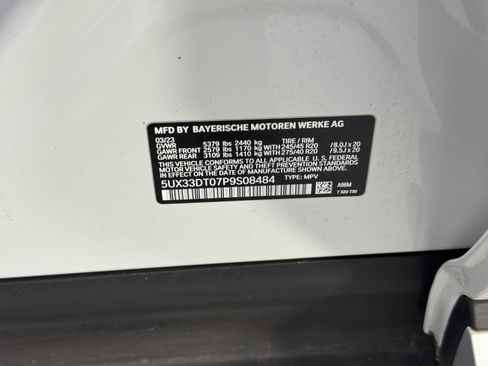 MFD BY BAYERISCHE MOTOREN WERKE AG
03/23 TIRE / RIM
GVWR 5379 lbs 2440 kg
GAWR FRONT 2579 lbs 1170 kg WITH 245/45 R20 / 8.0J x 20
GAWR REAR 3109 lbs 1410 kg WITH 275/40 R20 / 9.5J x 20
THIS VEHICLE CONFORMS TO ALL APPLICABLE U. S. FEDERAL
MOTOR VEHICLE SAFETY STANDARDS IN EFFECT ON THE
DATE OF MANUFACTURE SHOWN ABOVE.
5UX33DT07P9S08484 A96M
TYPE: MPV 7 320 730